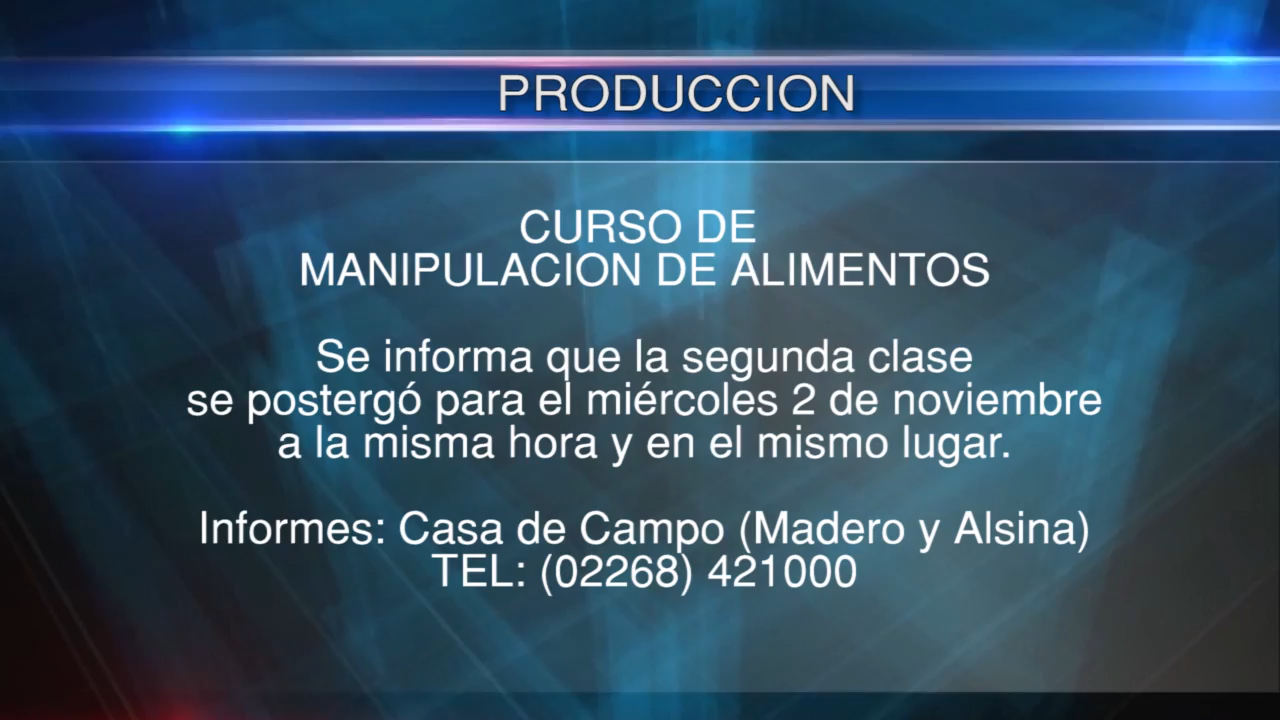 PRODUCCION
CURSO DE
MANIPULACION DE ALIMENTOS
Se informa que la segunda clase
se postergó para el miércoles 2 de noviembre
a la misma hora y en el mismo lugar.
Informes: Casa de Campo (Madero y Alsina)
TEL: (02268) 421000